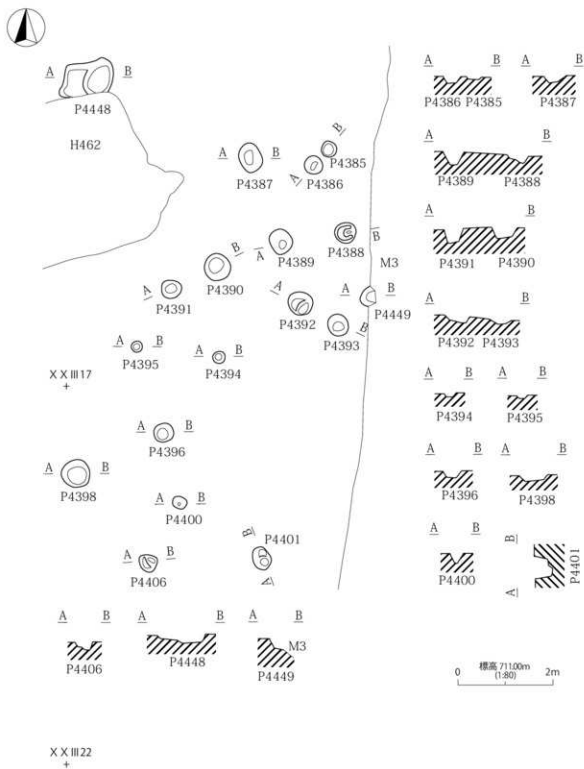 A B
P4448
H462
A B
P4387
B
P4385
P4386
A
A
P4389
P4388
B
M3
B
P4390
A
P4391
A
P4392
B
P4393
A B
P4449
A B
P4395
A B
P4394
X X III 17
A B
P4396
A B
P4398
A B
P4400
A B
P4406
B
P4401
A
A B
P4386 P4385
A B
P4387
A B
P4389 P4388
A B
P4391 P4390
A B
P4392 P4393
A B
P4394
A B
P4395
A B
P4396
A B
P4398
A B
P4400
B
A
P4401
A B
P4406
A B
P4448
A B
M3
P4449
標高 711.00m
0 (1:80) 2m
X X III 22